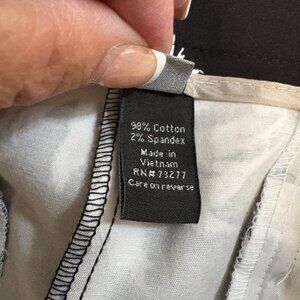 98% Cotton
2% Spandex
Made in
Vietnam
RN#:73277
Care on reverse